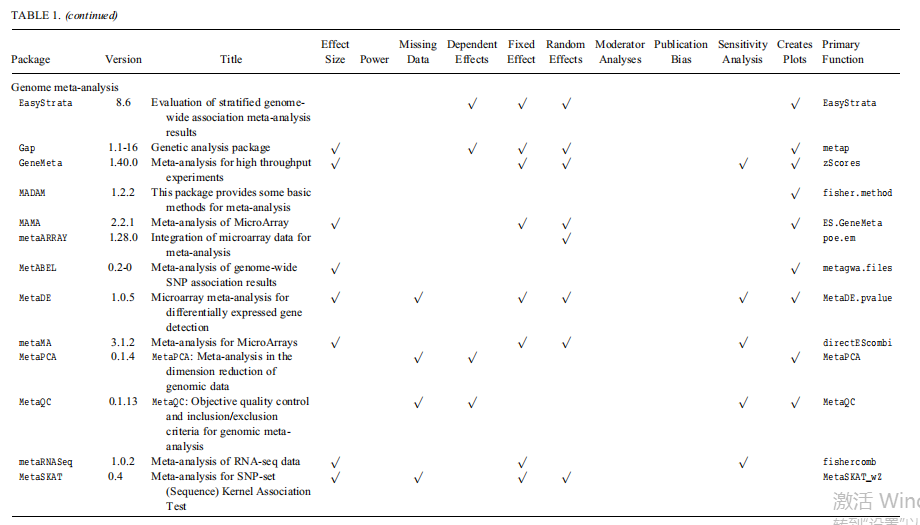 TABLE 1. (continued)
Effect Missing Dependent Fixed Random Moderator Publication Sensitivity Creates Primary
Package Version Title Size Power Data Effects Effect Effects Analyses Bias Analysis Plots Function
Genome meta-analysis
EasyStrata 8.6 Evaluation of stratified genome- √ √ √ √ EasyStrata
wide association meta-analysis
results
Gap 1.1-16 Genetic analysis package √ √ √ √ √ metap
GeneMeta 1.40.0 Meta-analysis for high throughput √ √ √ √ √ zScores
experiments
MADAM 1.2.2 This package provides some basic √ fisher.method
methods for meta-analysis
MAMA 2.2.1 Meta-analysis of MicroArray √ √ √ √ ES.GeneMeta
metaARRAY 1.28.0 Integration of microarray data for √ poe.em
meta-analysis
MetABEL 0.2-0 Meta-analysis of genome-wide √ √ metagwa.files
SNP association results
MetaDE 1.0.5 Microarray meta-analysis for √ √ √ √ √ √ MetaDE.pvalue
differentially expressed gene
detection
metaMA 3.1.2 Meta-analysis for MicroArrays √ √ √ √ directEScombi
MetaPCA 0.1.4 MetaPCA: Meta-analysis in the √ √ √ MetaPCA
dimension reduction of
genomic data
MetaQC 0.1.13 MetaQC: Objective quality control √ √ √ √ MetaQC
and inclusion/exclusion
criteria for genomic meta-
analysis
metaRNASeq 1.0.2 Meta-analysis of RNA-seq data √ √ √ fishercomb
MetaSKAT 0.4 Meta-analysis for SNP-set √ √ √ √ MetaSKAT_wZ
(Sequence) Kernel Association
Test
激活 Wind